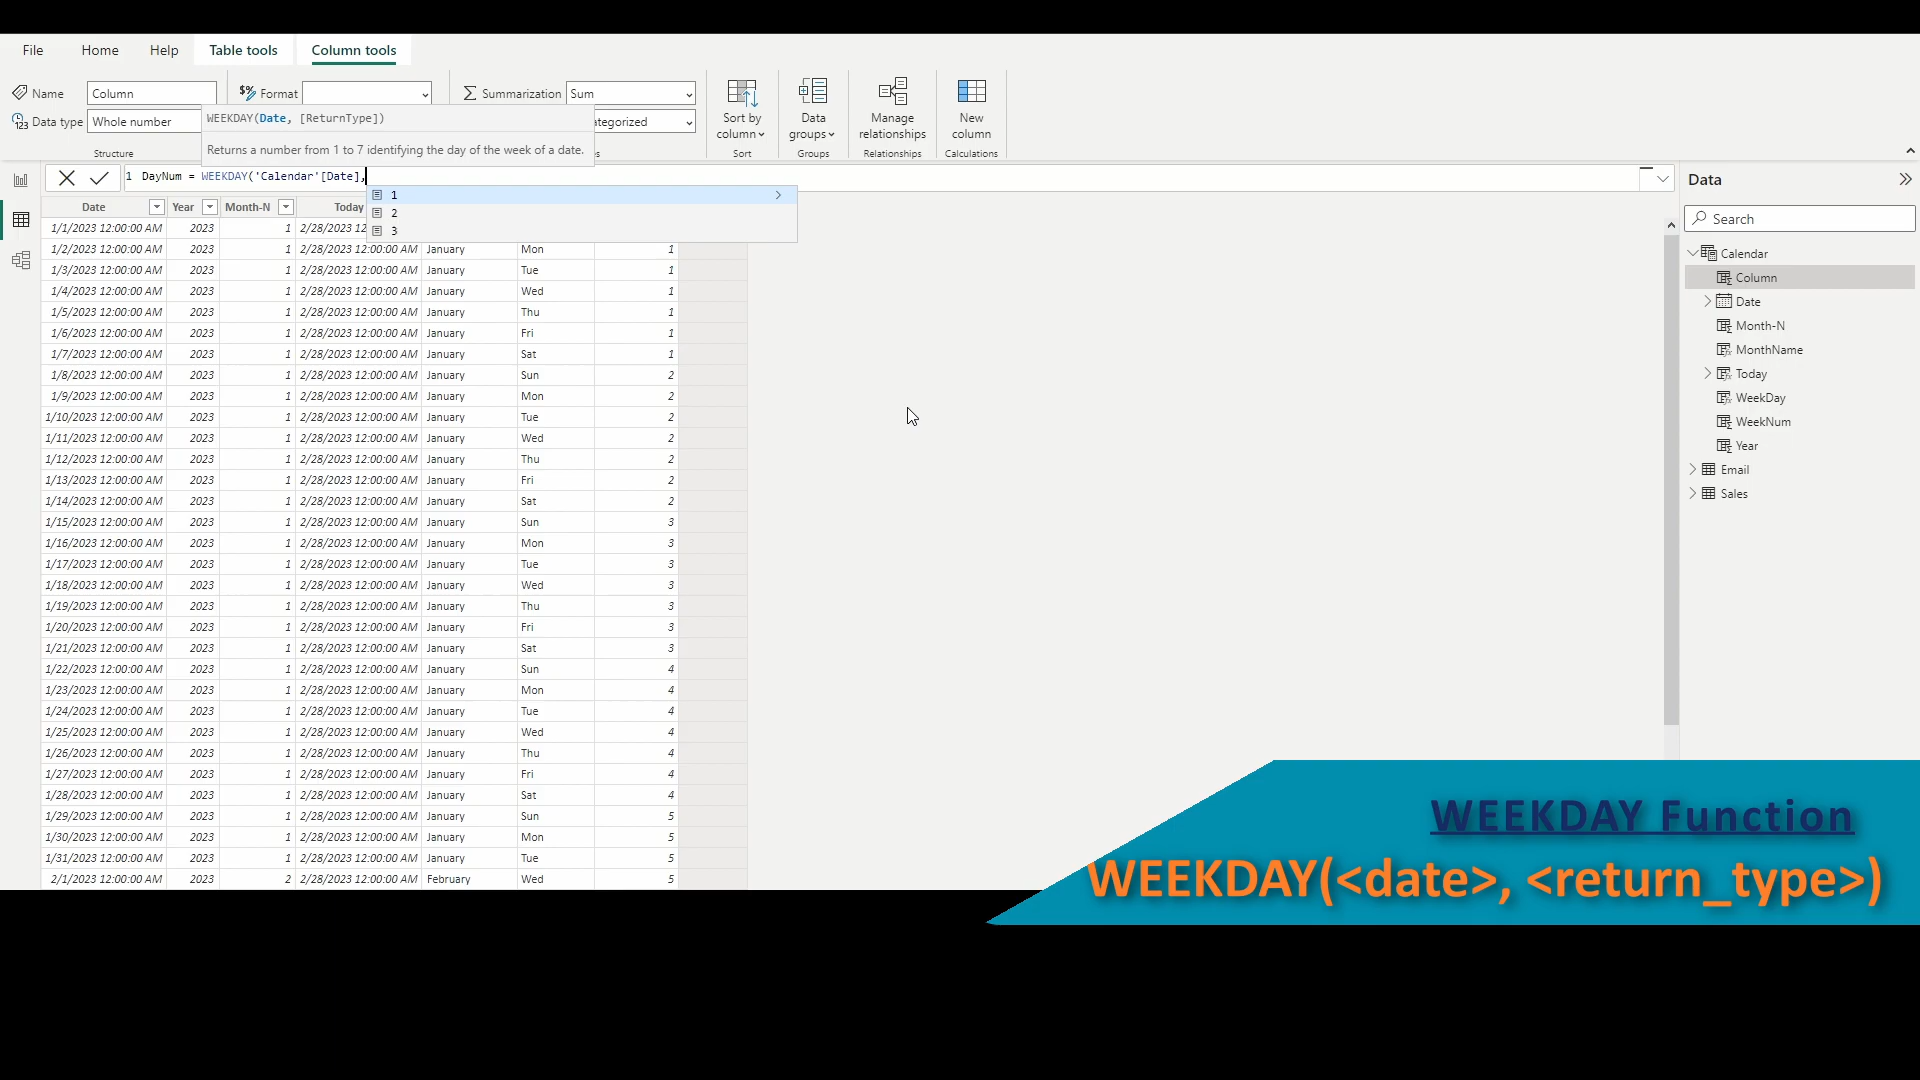 File Home Help Table tools Column tools
Name Column $% Format Sum Summarization Sum
Data type Whole number WEEKDAY(Date, [ReturnType]) ategorized
Returns a number from 1 to 7 identifying the day of the week of a date.
Sort by column Data groups Manage relationships New column
Structure es Sort Groups Relationships Calculations
1 DayNum = WEEKDAY('Calendar'[Date],
1
2
3
Date Year Month-N Today
1/1/2023 12:00:00 AM 2023 1 2/28/2023 12
1/2/2023 12:00:00 AM 2023 1 2/28/2023 12:00:00 AM January Mon 1
1/3/2023 12:00:00 AM 2023 1 2/28/2023 12:00:00 AM January Tue 1
1/4/2023 12:00:00 AM 2023 1 2/28/2023 12:00:00 AM January Wed 1
1/5/2023 12:00:00 AM 2023 1 2/28/2023 12:00:00 AM January Thu 1
1/6/2023 12:00:00 AM 2023 1 2/28/2023 12:00:00 AM January Fri 1
1/7/2023 12:00:00 AM 2023 1 2/28/2023 12:00:00 AM January Sat 1
1/8/2023 12:00:00 AM 2023 1 2/28/2023 12:00:00 AM January Sun 2
1/9/2023 12:00:00 AM 2023 1 2/28/2023 12:00:00 AM January Mon 2
1/10/2023 12:00:00 AM 2023 1 2/28/2023 12:00:00 AM January Tue 2
1/11/2023 12:00:00 AM 2023 1 2/28/2023 12:00:00 AM January Wed 2
1/12/2023 12:00:00 AM 2023 1 2/28/2023 12:00:00 AM January Thu 2
1/13/2023 12:00:00 AM 2023 1 2/28/2023 12:00:00 AM January Fri 2
1/14/2023 12:00:00 AM 2023 1 2/28/2023 12:00:00 AM January Sat 2
1/15/2023 12:00:00 AM 2023 1 2/28/2023 12:00:00 AM January Sun 3
1/16/2023 12:00:00 AM 2023 1 2/28/2023 12:00:00 AM January Mon 3
1/17/2023 12:00:00 AM 2023 1 2/28/2023 12:00:00 AM January Tue 3
1/18/2023 12:00:00 AM 2023 1 2/28/2023 12:00:00 AM January Wed 3
1/19/2023 12:00:00 AM 2023 1 2/28/2023 12:00:00 AM January Thu 3
1/20/2023 12:00:00 AM 2023 1 2/28/2023 12:00:00 AM January Fri 3
1/21/2023 12:00:00 AM 2023 1 2/28/2023 12:00:00 AM January Sat 3
1/22/2023 12:00:00 AM 2023 1 2/28/2023 12:00:00 AM January Sun 4
1/23/2023 12:00:00 AM 2023 1 2/28/2023 12:00:00 AM January Mon 4
1/24/2023 12:00:00 AM 2023 1 2/28/2023 12:00:00 AM January Tue 4
1/25/2023 12:00:00 AM 2023 1 2/28/2023 12:00:00 AM January Wed 4
1/26/2023 12:00:00 AM 2023 1 2/28/2023 12:00:00 AM January Thu 4
1/27/2023 12:00:00 AM 2023 1 2/28/2023 12:00:00 AM January Fri 4
1/28/2023 12:00:00 AM 2023 1 2/28/2023 12:00:00 AM January Sat 4
1/29/2023 12:00:00 AM 2023 1 2/28/2023 12:00:00 AM January Sun 5
1/30/2023 12:00:00 AM 2023 1 2/28/2023 12:00:00 AM January Mon 5
1/31/2023 12:00:00 AM 2023 1 2/28/2023 12:00:00 AM January Tue 5
2/1/2023 12:00:00 AM 2023 2 2/28/2023 12:00:00 AM February Wed 5
Data
Search
Calendar
Column
Date
Month-N
MonthName
Today
WeekDay
WeekNum
Year
Email
Sales
WEEKDAY Function
WEEKDAY(<date>, <return_type>)